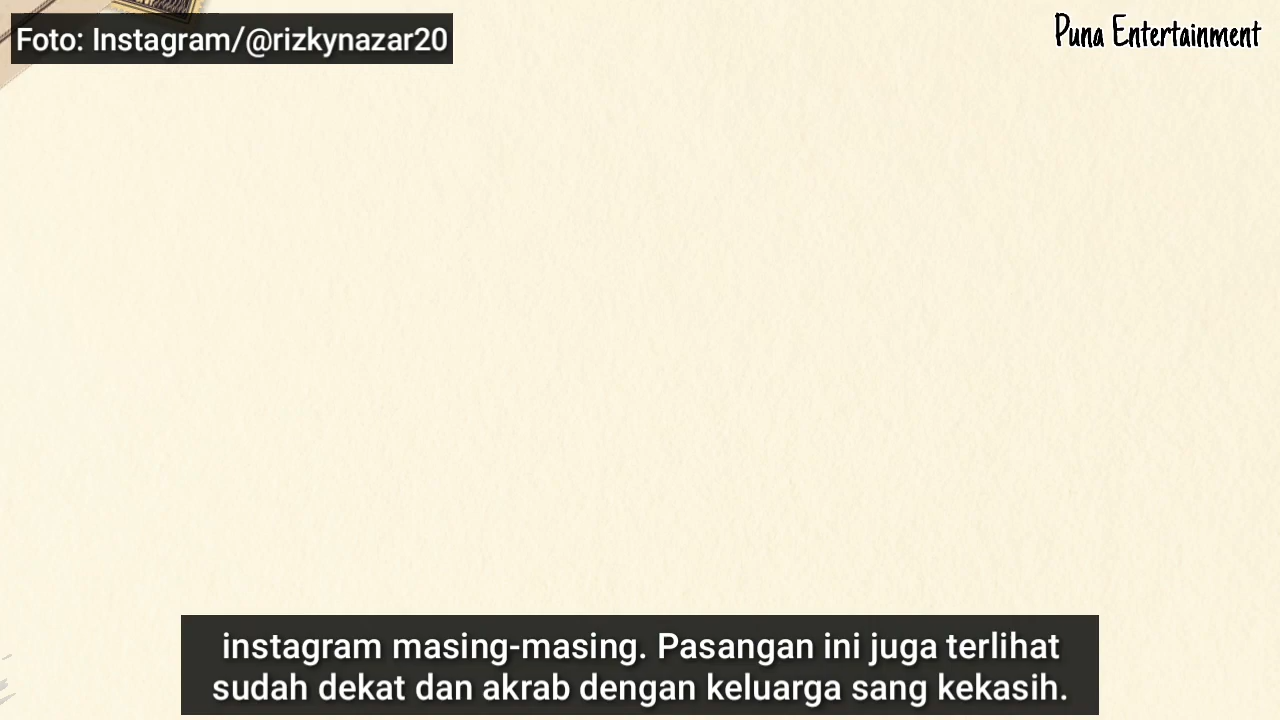 Foto: Instagram/@rizkynazar20
Puna Entertainment
instagram masing-masing. Pasangan ini juga terlihat
sudah dekat dan akrab dengan keluarga sang kekasih.